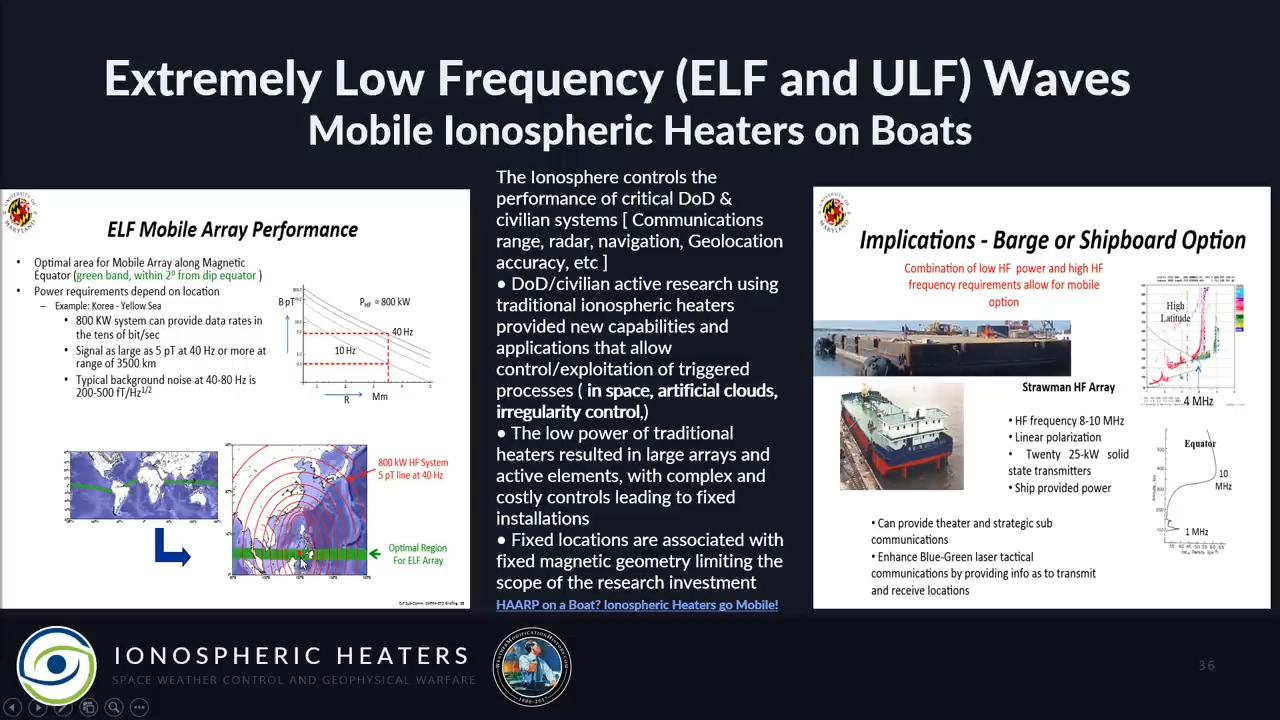 Extremely Low Frequency (ELF and ULF) Waves
Mobile Ionospheric Heaters on Boats
ELF Mobile Array Performance
• Optimal area for Mobile Array along Magnetic
Equator (green band, within 2⁰ from dip equator )
• Power requirements depend on location
– Example: Korea - Yellow Sea
• 800 KW system can provide data rates in
the tens of bit/sec
• Signal as large as 5 pT at 40 Hz or more at
range of 3500 km
• Typical background noise at 40-80 Hz is
200-500 fT/Hz1/2
B pT
PHF = 800 kW
40 Hz
10 Hz
R
Mm
800 kW HF System
5 pT line at 40 Hz
Optimal Region
For ELF Array
The Ionosphere controls the
performance of critical DoD &
civilian systems [ Communications
range, radar, navigation, Geolocation
accuracy, etc ]
● DoD/civilian active research using
traditional ionospheric heaters
provided new capabilities and
applications that allow
control/exploitation of triggered
processes ( in space, artificial clouds,
irregularity control,)
● The low power of traditional
heaters resulted in large arrays and
active elements, with complex and
costly controls leading to fixed
installations
● Fixed locations are associated with
fixed magnetic geometry limiting the
scope of the research investment
HAARP on a Boat? Ionospheric Heaters go Mobile!
Implications - Barge or Shipboard Option
Combination of low HF power and high HF
frequency requirements allow for mobile
option
High
Latitude
4 MHz
Strawman HF Array
• HF frequency 8-10 MHz
• Linear polarization
• Twenty 25-kW solid
state transmitters
• Ship provided power
Equator
10
MHz
1 MHz
• Can provide theater and strategic sub
communications
• Enhance Blue-Green laser tactical
communications by providing info as to transmit
and receive locations
IONOSPHERIC HEATERS
SPACE WEATHER CONTROL AND GEOPHYSICAL WARFARE
WEATHERMODIFICATIONHISTORY.COM
36